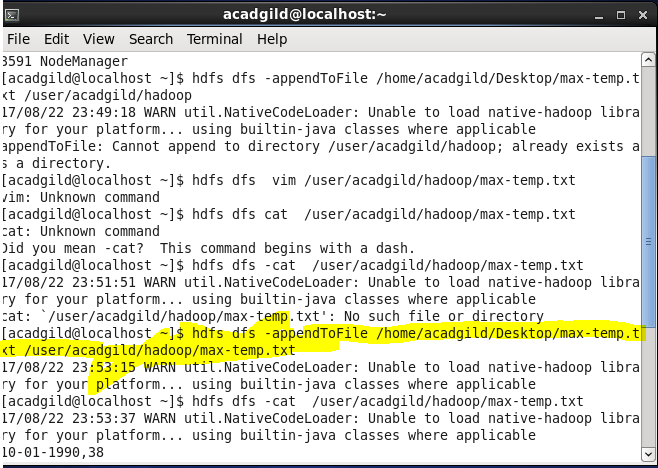 acadgild@localhost:~
File Edit View Search Terminal Help
8591 NodeManager
[acadgild@localhost ~]$ hdfs dfs -appendToFile /home/acadgild/Desktop/max-temp.t
xt /user/acadgild/hadoop
17/08/22 23:49:18 WARN util.NativeCodeLoader: Unable to load native-hadoop libra
ry for your platform... using builtin-java classes where applicable
appendToFile: Cannot append to directory /user/acadgild/hadoop; already exists a
s a directory.
[acadgild@localhost ~]$ hdfs dfs  vim /user/acadgild/hadoop/max-temp.txt
vim: Unknown command
[acadgild@localhost ~]$ hdfs dfs cat  /user/acadgild/hadoop/max-temp.txt
cat: Unknown command
Did you mean -cat?  This command begins with a dash.
[acadgild@localhost ~]$ hdfs dfs -cat  /user/acadgild/hadoop/max-temp.txt
17/08/22 23:51:51 WARN util.NativeCodeLoader: Unable to load native-hadoop libra
ry for your platform... using builtin-java classes where applicable
cat: `/user/acadgild/hadoop/max-temp.txt': No such file or directory
[acadgild@localhost ~]$ hdfs dfs -appendToFile /home/acadgild/Desktop/max-temp.t
xt /user/acadgild/hadoop/max-temp.txt
17/08/22 23:53:15 WARN util.NativeCodeLoader: Unable to load native-hadoop libra
ry for your platform... using builtin-java classes where applicable
[acadgild@localhost ~]$ hdfs dfs -cat  /user/acadgild/hadoop/max-temp.txt
17/08/22 23:53:37 WARN util.NativeCodeLoader: Unable to load native-hadoop libra
ry for your platform... using builtin-java classes where applicable
10-01-1990,38